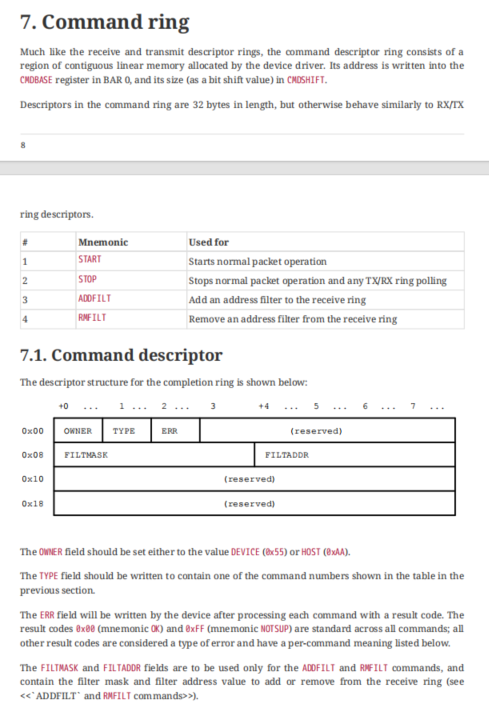 7. Command ring
Much like the receive and transmit descriptor rings, the command descriptor ring consists of a
region of contiguous linear memory allocated by the device driver. Its address is written into the
CMDBASE register in BAR 0, and its size (as a bit shift value) in CMDSHIFT.
Descriptors in the command ring are 32 bytes in length, but otherwise behave similarly to RX/TX
8
ring descriptors.
# Mnemonic Used for
1 START Starts normal packet operation
2 STOP Stops normal packet operation and any TX/RX ring polling
3 ADDFILT Add an address filter to the receive ring
4 RMFILT Remove an address filter from the receive ring
7.1. Command descriptor
The descriptor structure for the completion ring is shown below:
+0 ... 1 ... 2 ... 3 +4 ... 5 ... 6 ... 7 ...
0x00 OWNER TYPE ERR (reserved)
0x08 FILTMASK FILTADDR
0x10 (reserved)
0x18 (reserved)
The OWNER field should be set either to the value DEVICE (0x55) or HOST (0xAA).
The TYPE field should be written to contain one of the command numbers shown in the table in the
previous section.
The ERR field will be written by the device after processing each command with a result code. The
result codes 0x00 (mnemonic OK) and 0xFF (mnemonic NOTSUP) are standard across all commands; all
other result codes are considered a type of error and have a per-command meaning listed below.
The FILTMASK and FILTADDR fields are to be used only for the ADDFILT and RMFILT commands, and
contain the filter mask and filter address value to add or remove from the receive ring (see
<<`ADDFILT` and RMFILT commands>>).